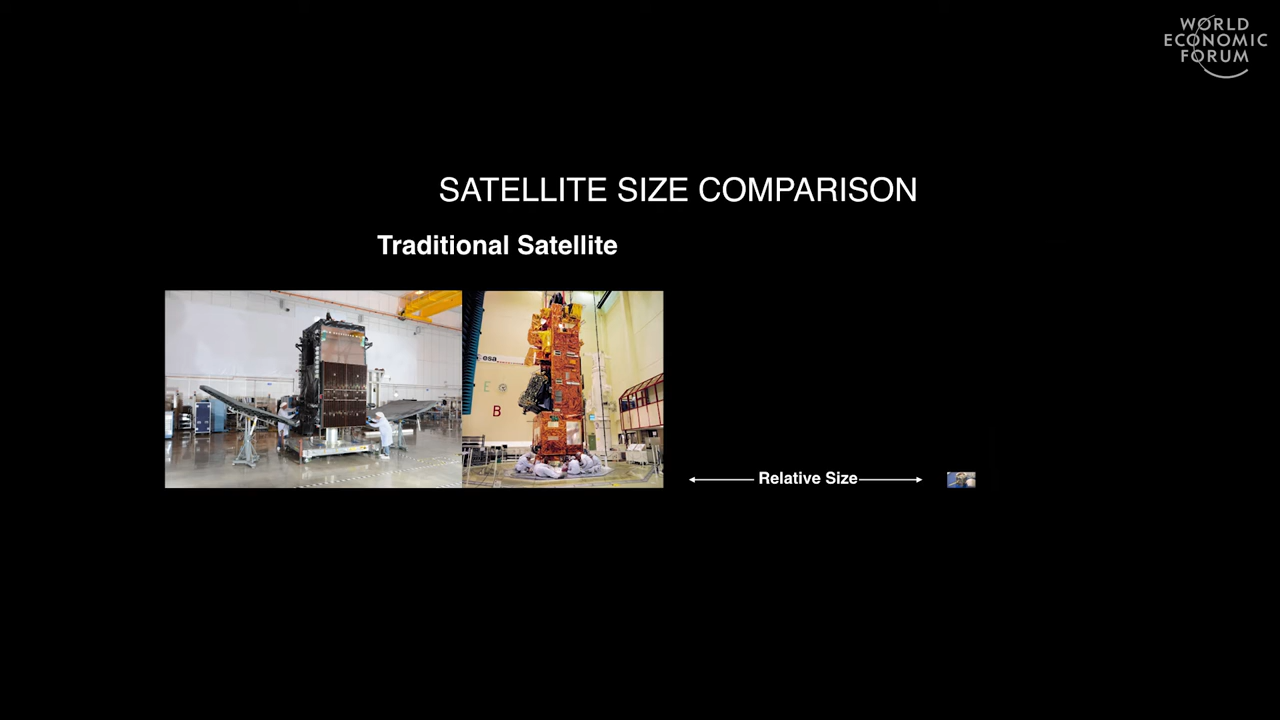 WORLD
ECONOMIC
FORUM
SATELLITE SIZE COMPARISON
Traditional Satellite
esa
E
B
Relative Size